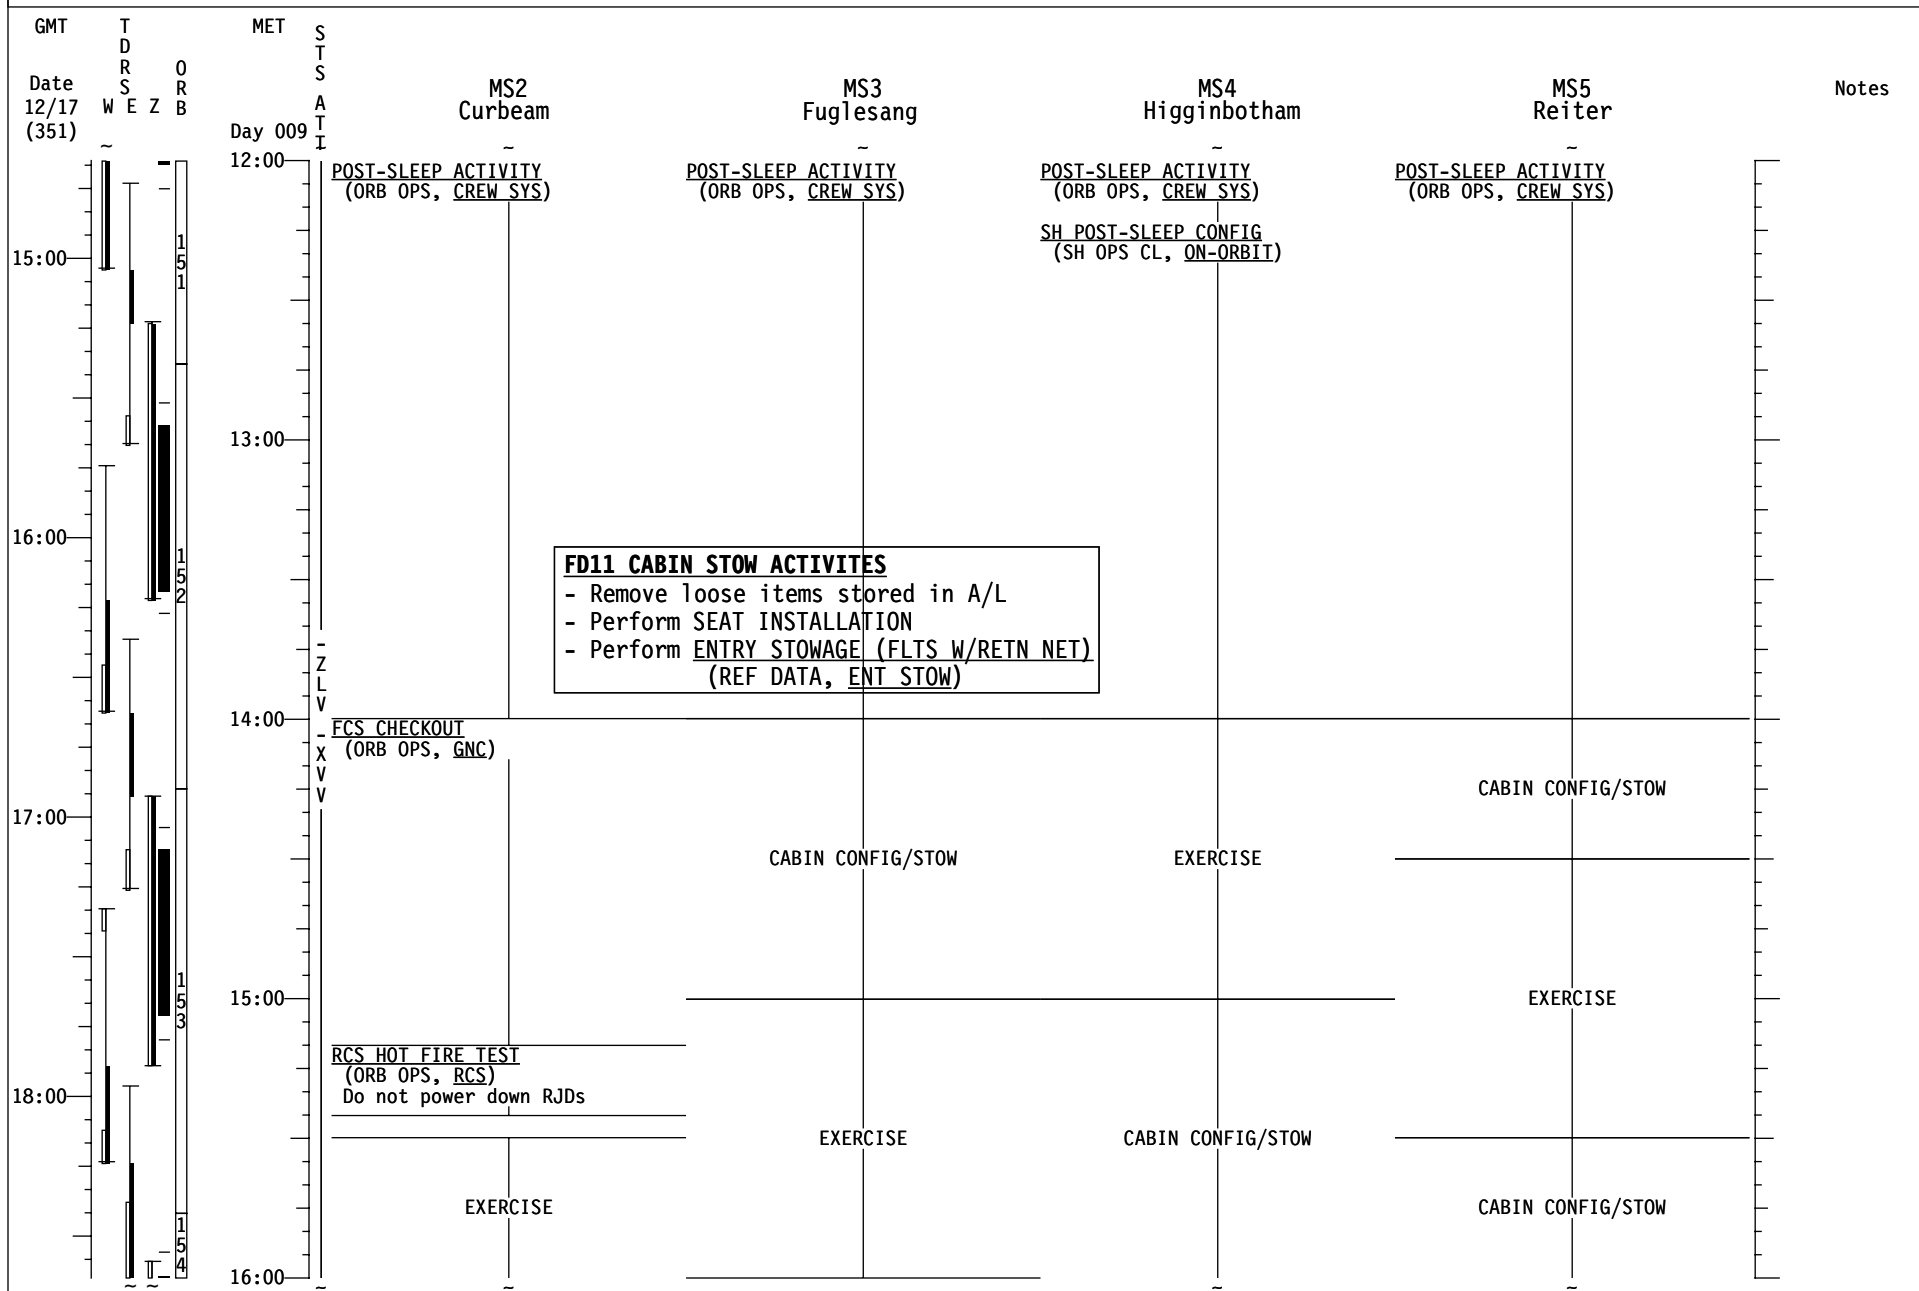 GMT
TDRS
MET
STS ATT
Date
12/17
(351)
W E Z
ORB
Day 009
MS2
Curbeam
MS3
Fuglesang
MS4
Higginbotham
MS5
Reiter
Notes
~ ~ ~ ~ ~ ~
12:00
POST-SLEEP ACTIVITY
(ORB OPS, CREW SYS)
POST-SLEEP ACTIVITY
(ORB OPS, CREW SYS)
POST-SLEEP ACTIVITY
(ORB OPS, CREW SYS)
POST-SLEEP ACTIVITY
(ORB OPS, CREW SYS)
SH POST-SLEEP CONFIG
(SH OPS CL, ON-ORBIT)
15:00
151
13:00
16:00
152
FD11 CABIN STOW ACTIVITES
- Remove loose items stored in A/L
- Perform SEAT INSTALLATION
- Perform ENTRY STOWAGE (FLTS W/RETN NET)
(REF DATA, ENT STOW)
-ZLV
-XVV
14:00
FCS CHECKOUT
(ORB OPS, GNC)
CABIN CONFIG/STOW
17:00
CABIN CONFIG/STOW
EXERCISE
153
15:00
EXERCISE
RCS HOT FIRE TEST
(ORB OPS, RCS)
Do not power down RJDs
18:00
EXERCISE
CABIN CONFIG/STOW
EXERCISE
CABIN CONFIG/STOW
154
16:00
~ ~ ~ ~ ~ ~ ~